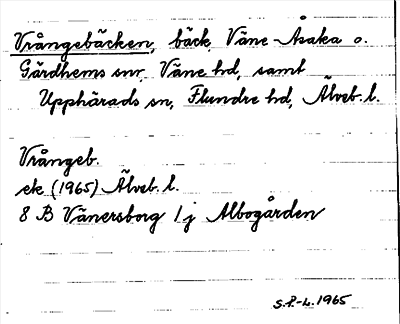 Vrångebäcken, bäck, Väne-Åsaka o.
Gärdhems snr, Väne hd, samt
Upphärads sn, Flundre hd, Älvsb. l.
Vrångeb.
ek (1965) Älvsb. l.
8 B Vänersborg 1 j Albogården
S.P.-L. 1965